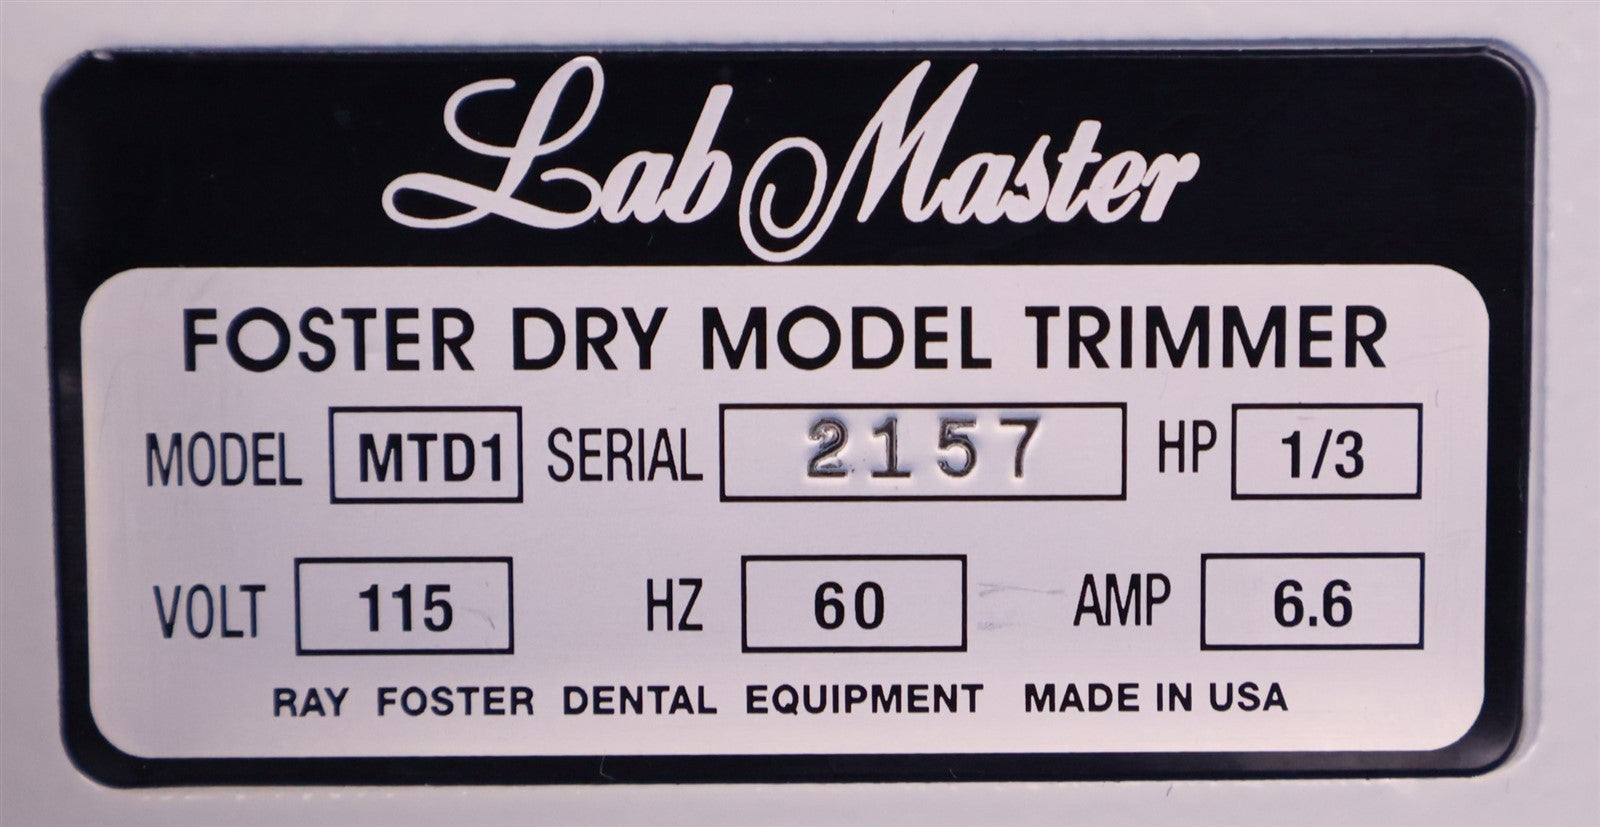 Lab Master
FOSTER DRY MODEL TRIMMER
MODEL MTD1 SERIAL 2157 HP 1/3
VOLT 115 HZ 60 AMP 6.6
RAY FOSTER DENTAL EQUIPMENT MADE IN USA